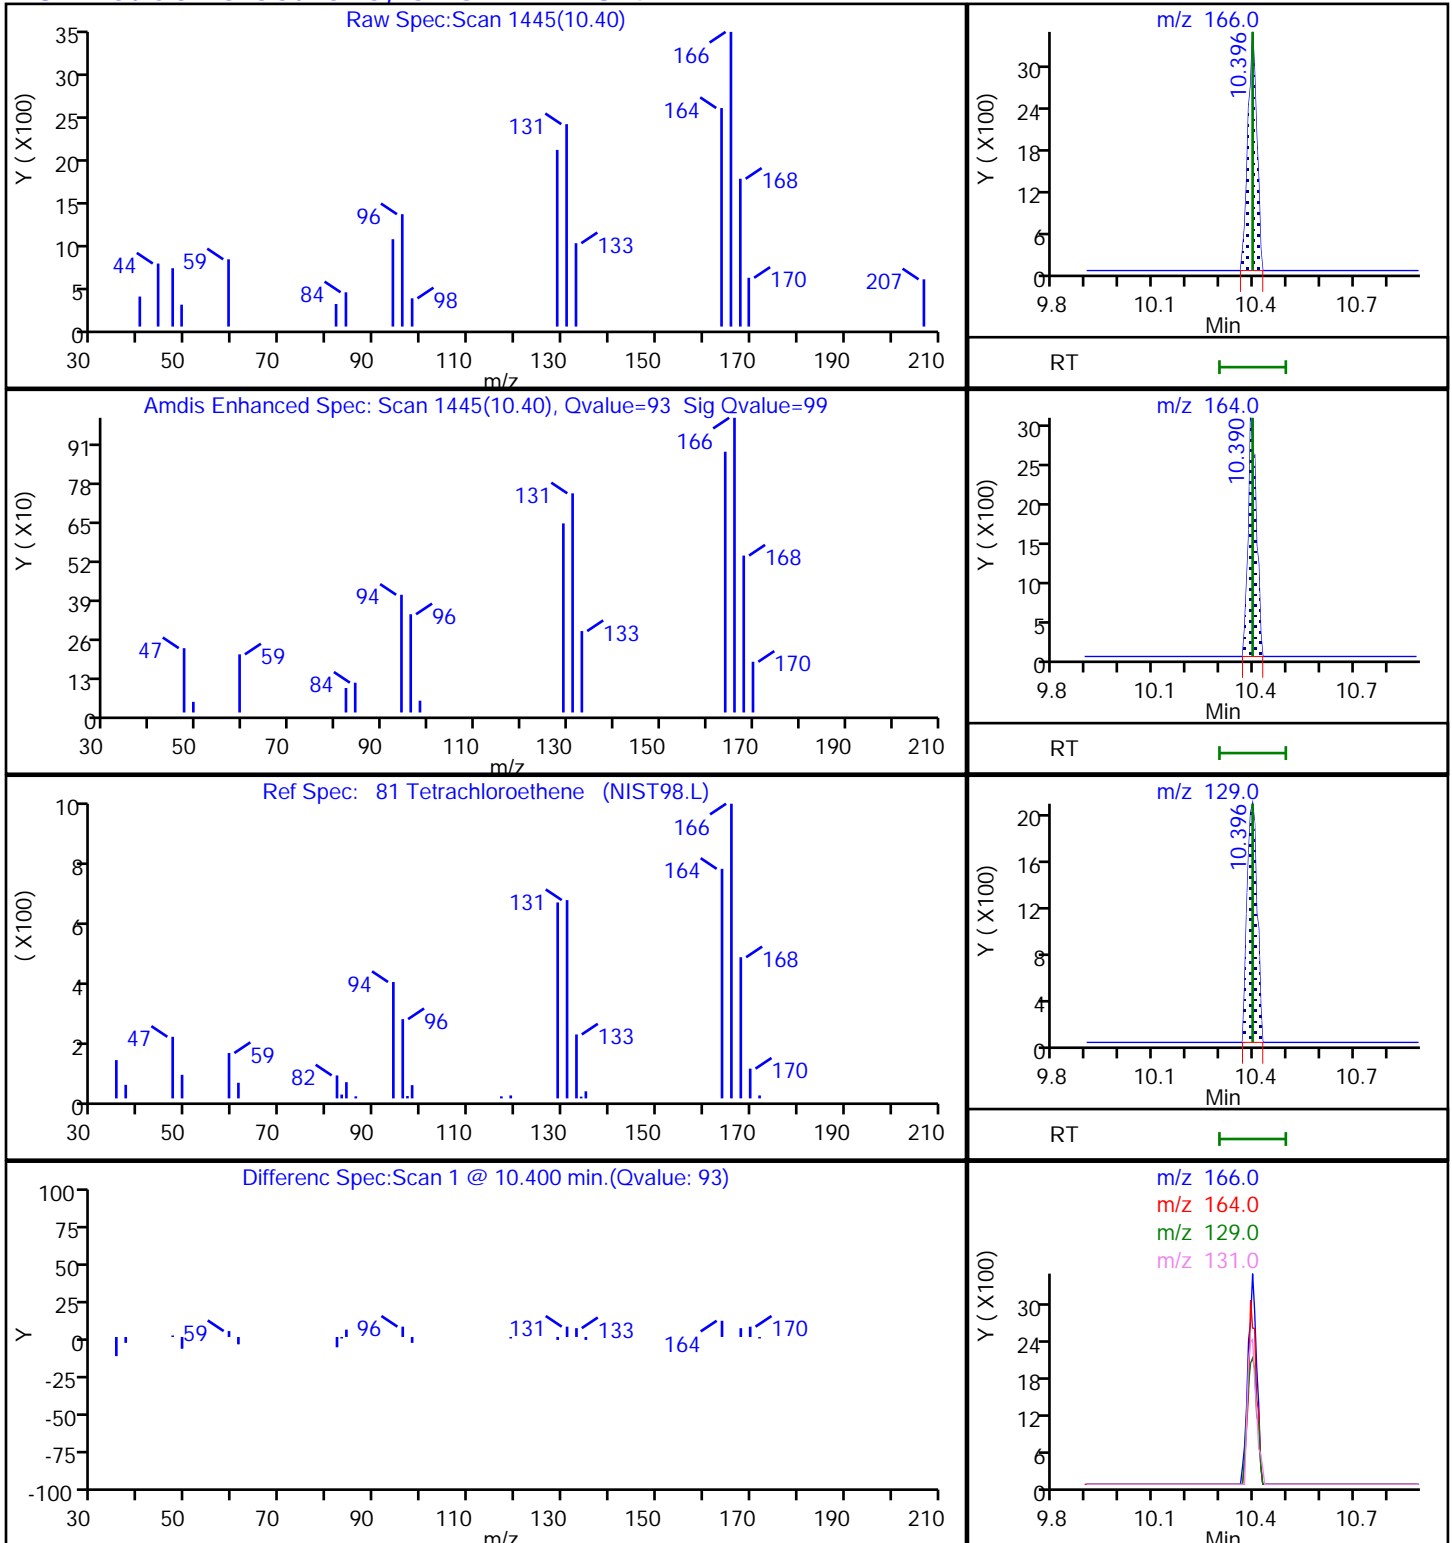 Raw Spec:Scan 1445(10.40)
Y ( X100)
35
30
25
20
15
10
5
0
166
164
131
168
96
133
44
59
84
98
170
207
30 50 70 90 110 130 150 170 190 210
m/z
m/z 166.0
Y ( X100)
30
24
18
12
6
0
10.396
9.8 10.1 10.4 10.7
Min
RT
Amdis Enhanced Spec: Scan 1445(10.40), Qvalue=93 Sig Qvalue=99
Y ( X10)
91
78
65
52
39
26
13
0
166
131
168
94
96
133
47
59
84
170
30 50 70 90 110 130 150 170 190 210
m/z
m/z 164.0
Y ( X100)
30
25
20
15
10
5
0
10.390
9.8 10.1 10.4 10.7
Min
RT
Ref Spec: 81 Tetrachloroethene (NIST98.L)
( X100)
10
8
6
4
2
0
166
164
131
168
94
96
47
133
59
82
170
30 50 70 90 110 130 150 170 190 210
m/z 129.0
Y ( X100)
20
16
12
8
4
0
10.396
9.8 10.1 10.4 10.7
Min
RT
Differenc Spec:Scan 1 @ 10.400 min.(Qvalue: 93)
Y
100
75
50
25
0
-25
-50
-75
-100
59
96
131
133
164
170
30 50 70 90 110 130 150 170 190 210
m/z
m/z 166.0
m/z 164.0
m/z 129.0
m/z 131.0
Y ( X100)
30
24
18
12
6
0
9.8 10.1 10.4 10.7
Min